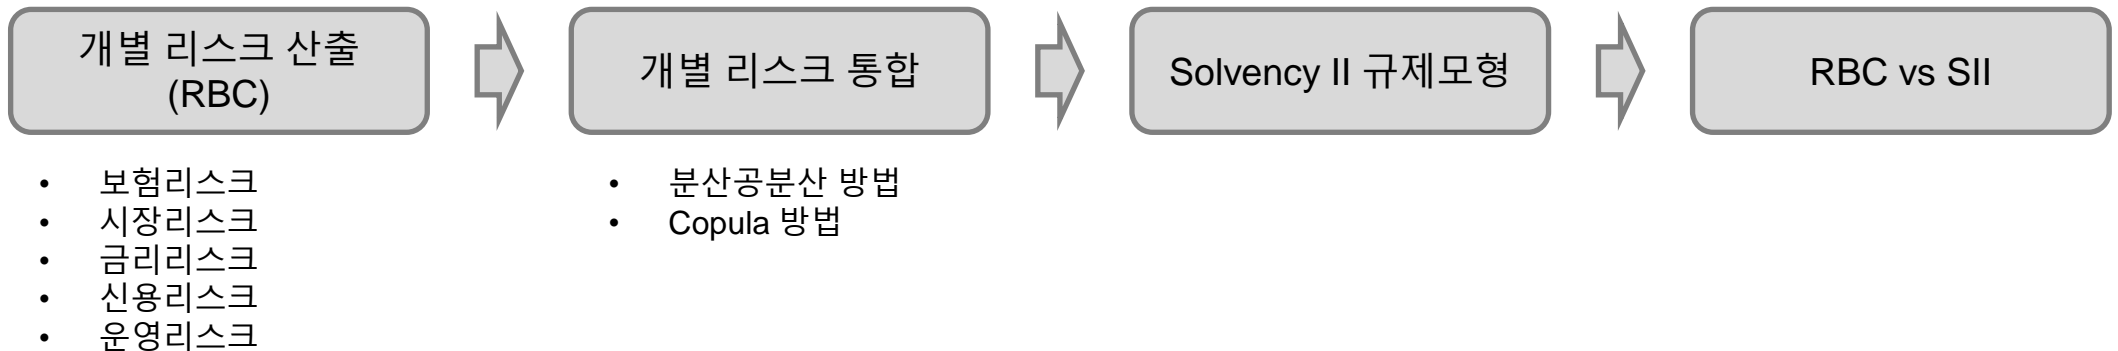 개별 리스크 산출
(RBC)
개별 리스크 통합
Solvency II 규제모형
RBC vs SII
• 보험리스크
• 시장리스크
• 금리리스크
• 신용리스크
• 운영리스크
• 분산공분산 방법
• Copula 방법